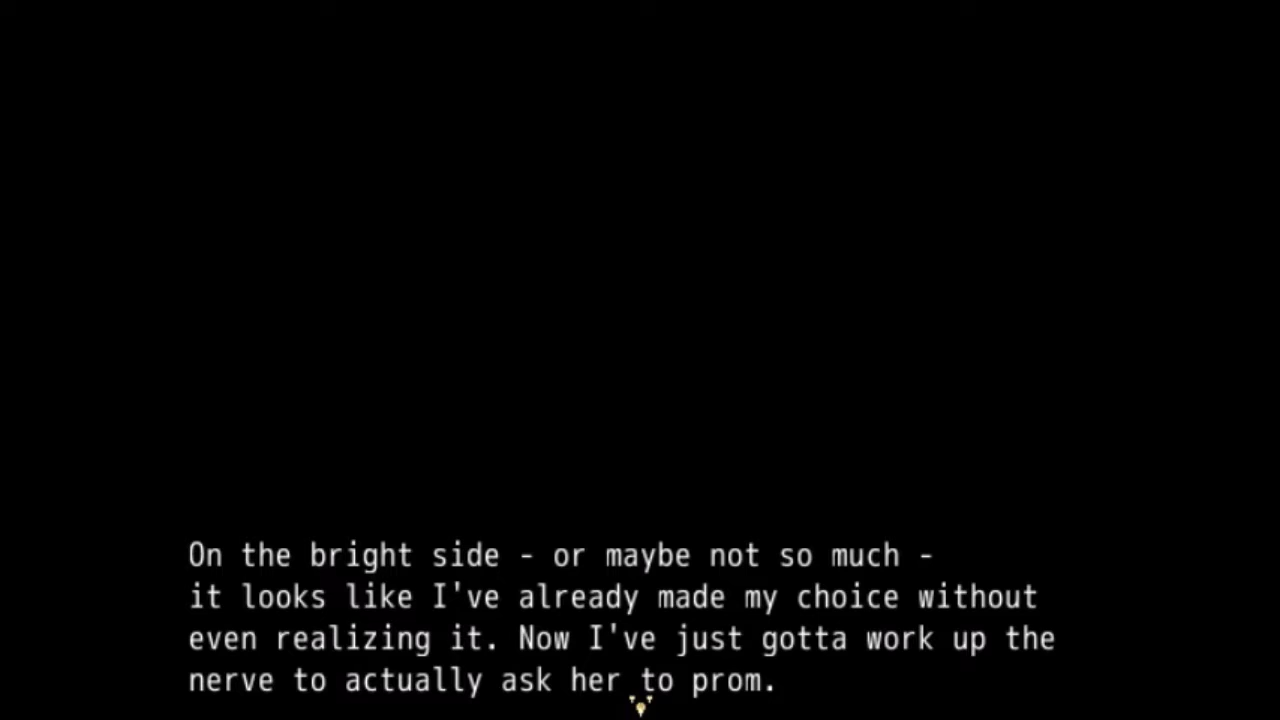 On the bright side - or maybe not so much -
it looks like I've already made my choice without
even realizing it. Now I've just gotta work up the
nerve to actually ask her to prom.